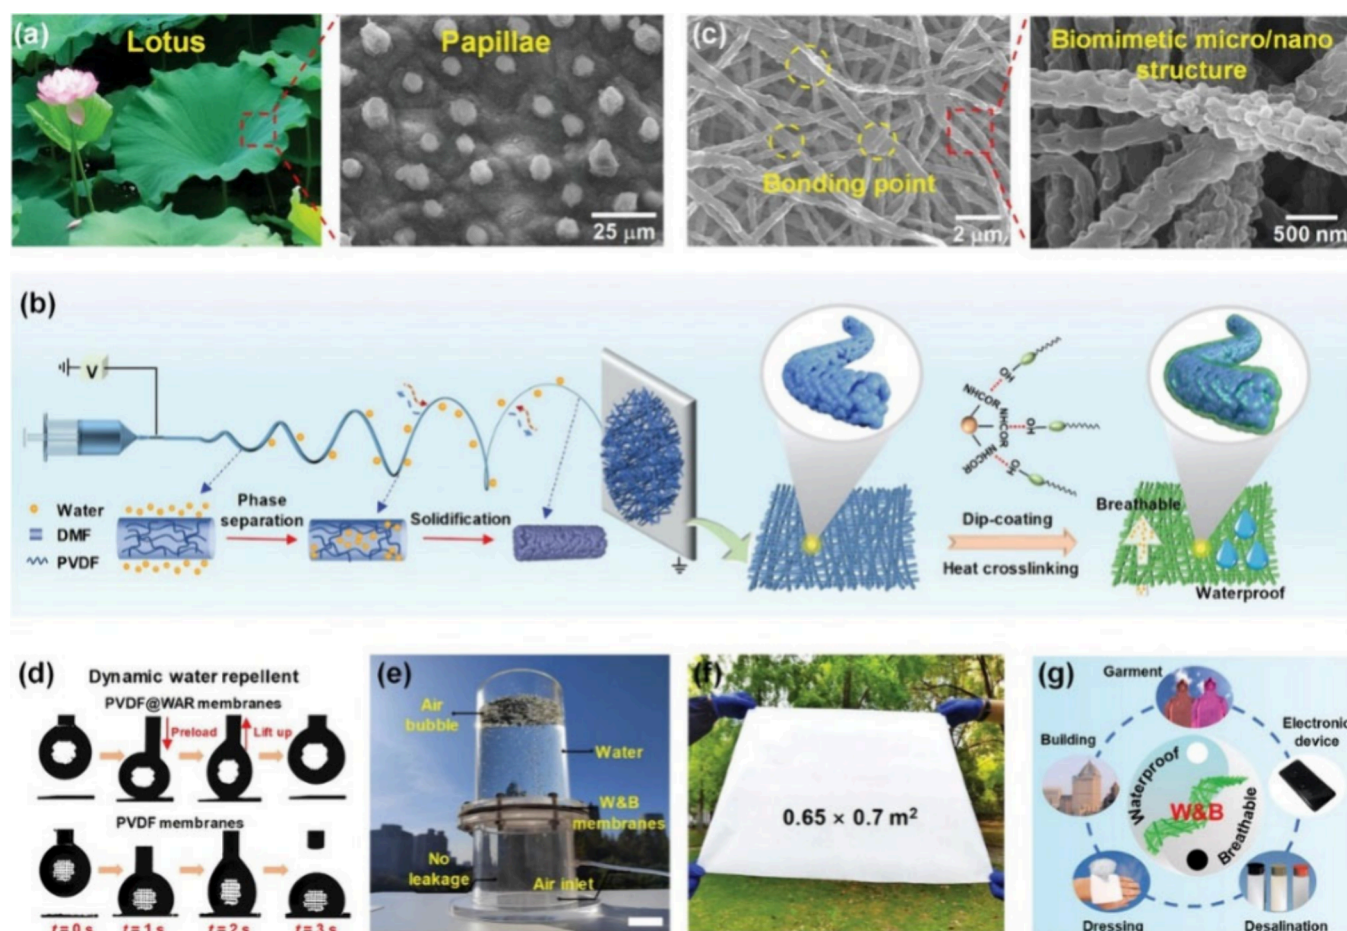 (a)
Lotus
Papillae
25 μm
(c)
Bonding point
2 μm
Biomimetic micro/nano
structure
500 nm
(b)
V
Water
DMF
PVDF
Phase
separation
Solidification
NHCOR
OH
NHCOR
OH
NHCOR
OH
Dip-coating
Heat crosslinking
Breathable
Waterproof
(d)
Dynamic water repellent
PVDF@WAR membranes
Preload
Lift up
PVDF membranes
t = 0 s
t = 1 s
t = 2 s
t = 3 s
(e)
Air
bubble
Water
W&B
membranes
No
leakage
Air inlet
(f)
0.65 × 0.7 m²
(g)
Garment
Building
Electronic
device
Waterproof
W&B
Breathable
Dressing
Desalination